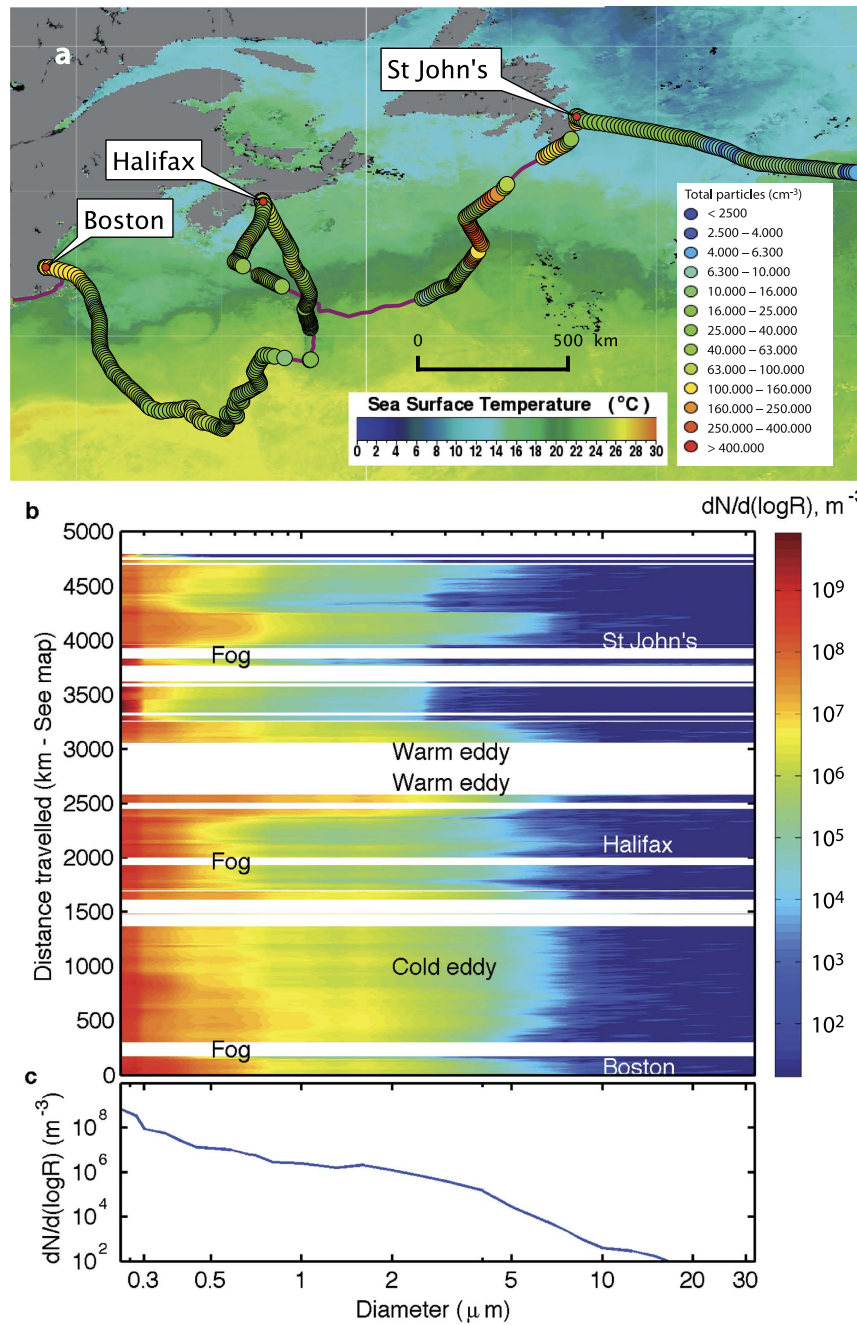 a
St John's
Halifax
Boston
Total particles (cm-3)
< 2500
2.500 – 4.000
4.000 – 6.300
6.300 – 10.000
10.000 – 16.000
16.000 – 25.000
25.000 – 40.000
40.000 – 63.000
63.000 – 100.000
100.000 – 160.000
160.000 – 250.000
250.000 – 400.000
> 400.000
0 500 km
Sea Surface Temperature (°C)
0 2 4 6 8 10 12 14 16 18 20 22 24 26 28 30
b
dN/d(logR), m-3
Distance travelled (km - See map)
5000
4500
4000
3500
3000
2500
2000
1500
1000
500
0
St John's
Fog
Warm eddy
Warm eddy
Halifax
Fog
Cold eddy
Fog
Boston
10⁹
10⁸
10⁷
10⁶
10⁵
10⁴
10³
10²
c
dN/d(logR) (m-3)
10⁸
10⁶
10⁴
10²
0.3 0.5 1 2 5 10 20 30
Diameter (μ m)